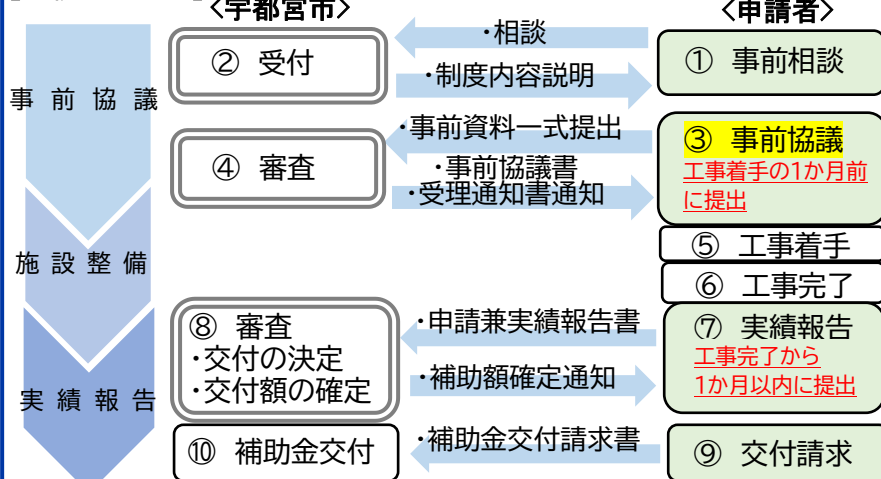 <宇都宮市>
<申請者>
事前協議
② 受付
・相談
・制度内容説明
① 事前相談
④ 審査
・事前資料一式提出
・事前協議書
・受理通知書通知
③ 事前協議
工事着手の1か月前
に提出
施設整備
⑤ 工事着手
⑥ 工事完了
実績報告
⑧ 審査
・交付の決定
・交付額の確定
・申請兼実績報告書
・補助額確定通知
⑦ 実績報告
工事完了から
1か月以内に提出
⑩ 補助金交付
・補助金交付請求書
⑨ 交付請求